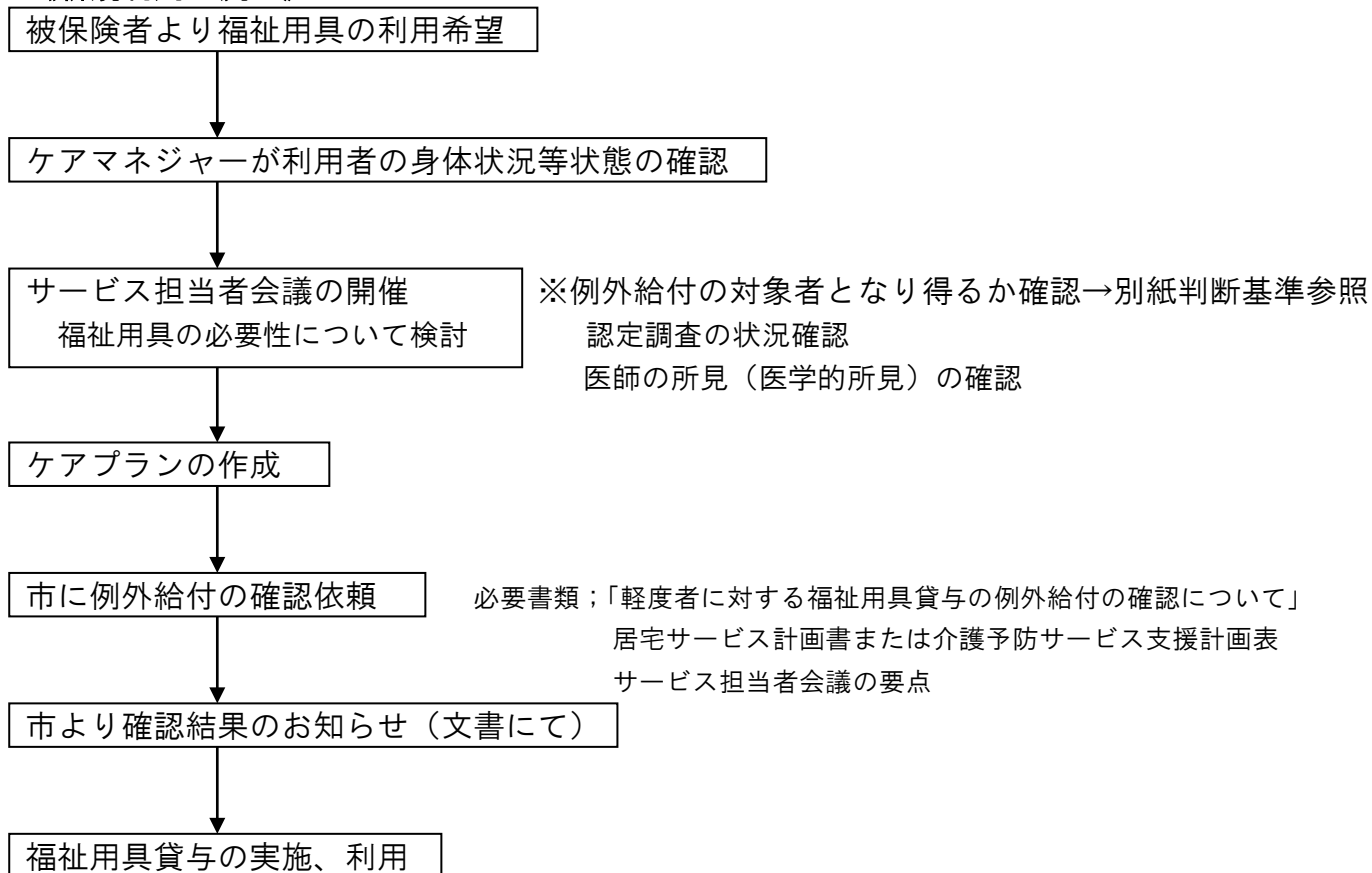 被保険者より福祉用具の利用希望
ケアマネジャーが利用者の身体状況等状態の確認
サービス担当者会議の開催
福祉用具の必要性について検討
※例外給付の対象者となり得るか確認→別紙判断基準参照
認定調査の状況確認
医師の所見（医学的所見）の確認
ケアプランの作成
市に例外給付の確認依頼
必要書類；「軽度者に対する福祉用具貸与の例外給付の確認について」
居宅サービス計画書または介護予防サービス支援計画表
サービス担当者会議の要点
市より確認結果のお知らせ（文書にて）
福祉用具貸与の実施、利用